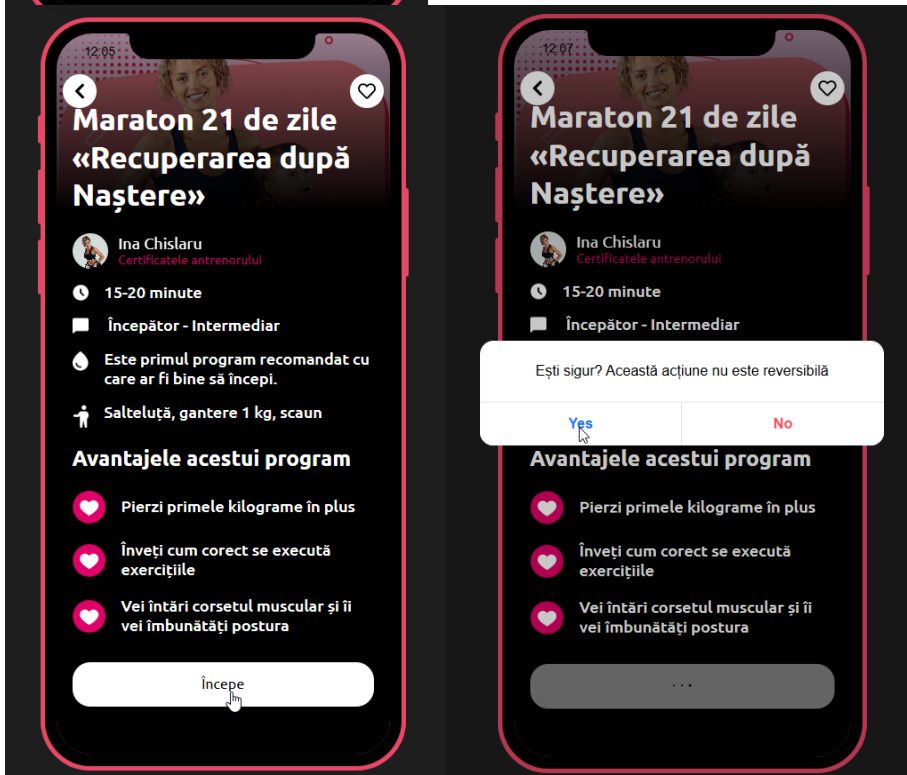 12:05
Maraton 21 de zile
«Recuperarea după
Naștere»
Ina Chislaru
Certificatele antrenorului
15-20 minute
Începător - Intermediar
Este primul program recomandat cu
care ar fi bine să începi.
Salteluță, gantere 1 kg, scaun
Avantajele acestui program
Pierzi primele kilograme în plus
Înveți cum corect se execută
exercițiile
Vei întări corsetul muscular și îi
vei îmbunătăți postura
Începe
12:07
Maraton 21 de zile
«Recuperarea după
Naștere»
Ina Chislaru
Certificatele antrenorului
15-20 minute
Începător - Intermediar
Ești sigur? Această acțiune nu este reversibilă
Yes
No
Avantajele acestui program
Pierzi primele kilograme în plus
Înveți cum corect se execută
exercițiile
Vei întări corsetul muscular și îi
vei îmbunătăți postura
...